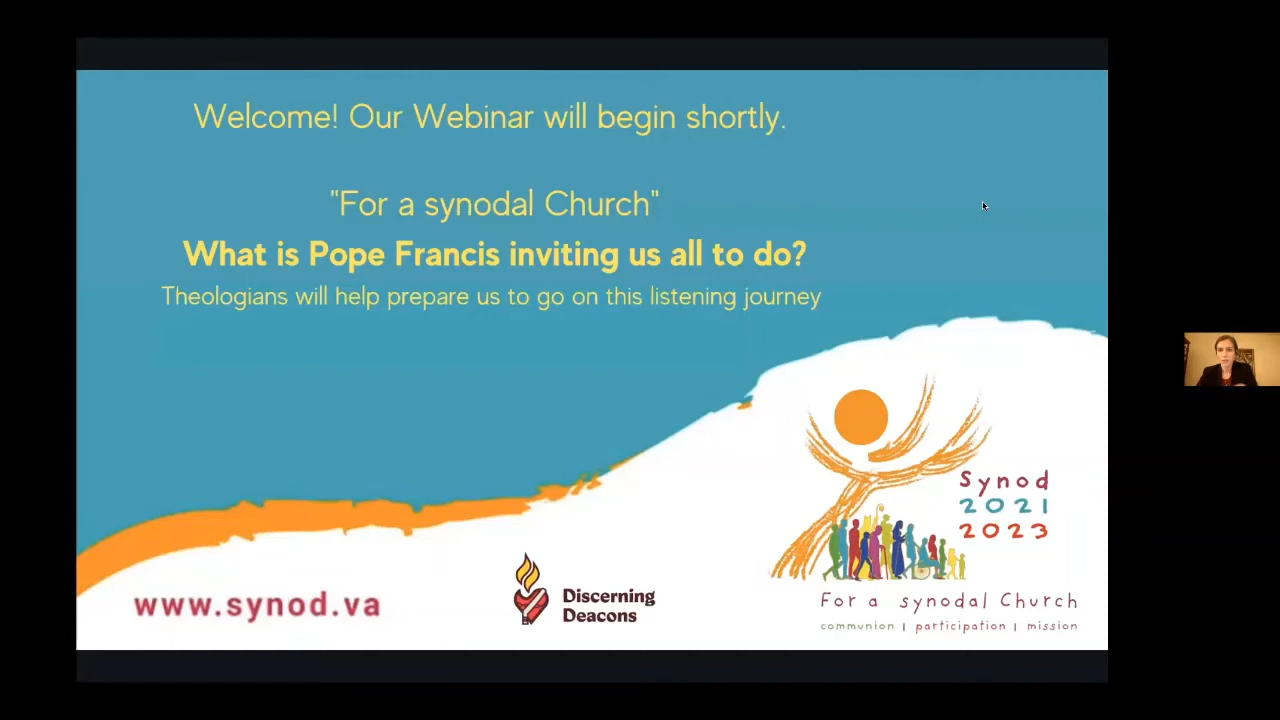 Welcome! Our Webinar will begin shortly.
"For a synodal Church"
What is Pope Francis inviting us all to do?
Theologians will help prepare us to go on this listening journey
Synod
2021
2023
www.synod.va
Discerning
Deacons
For a synodal Church
communion | participation | mission